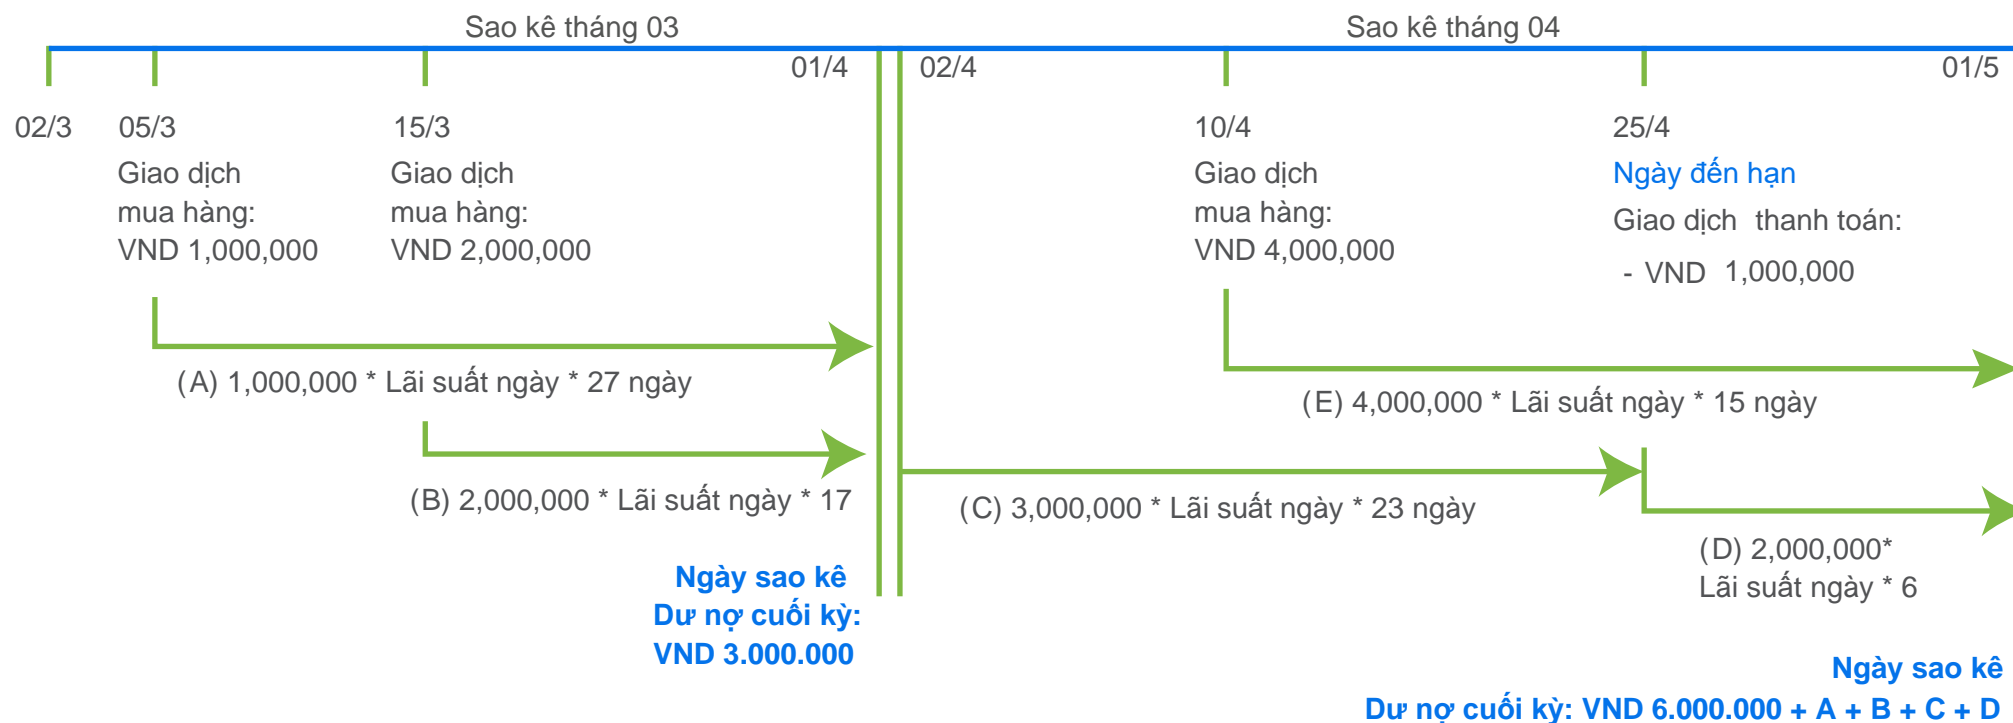 Sao kê tháng 03
Sao kê tháng 04
01/4
02/4
01/5
02/3
05/3
Giao dịch
mua hàng:
VND 1,000,000
15/3
Giao dịch
mua hàng:
VND 2,000,000
10/4
Giao dịch
mua hàng:
VND 4,000,000
25/4
Ngày đến hạn
Giao dịch thanh toán:
- VND 1,000,000
(A) 1,000,000 * Lãi suất ngày * 27 ngày
(B) 2,000,000 * Lãi suất ngày * 17
(E) 4,000,000 * Lãi suất ngày * 15 ngày
(C) 3,000,000 * Lãi suất ngày * 23 ngày
(D) 2,000,000*
Lãi suất ngày * 6
Ngày sao kê
Dư nợ cuối kỳ:
VND 3.000.000
Ngày sao kê
Dư nợ cuối kỳ: VND 6.000.000 + A + B + C + D